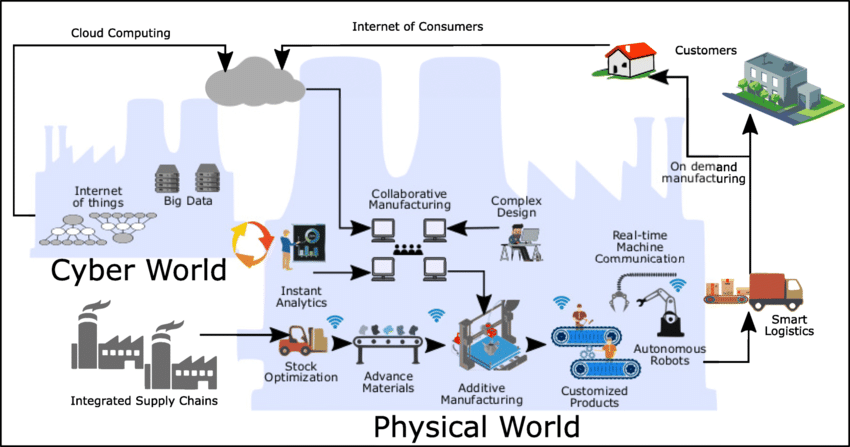 Cloud Computing
Internet of Consumers
Customers
Internet
of things
Big Data
Collaborative
Manufacturing
Complex
Design
On demand
manufacturing
Real-time
Machine
Communication
Cyber World
Instant
Analytics
Smart
Logistics
Stock
Optimization
Advance
Materials
Additive
Manufacturing
Customized
Products
Autonomous
Robots
Integrated Supply Chains
Physical World